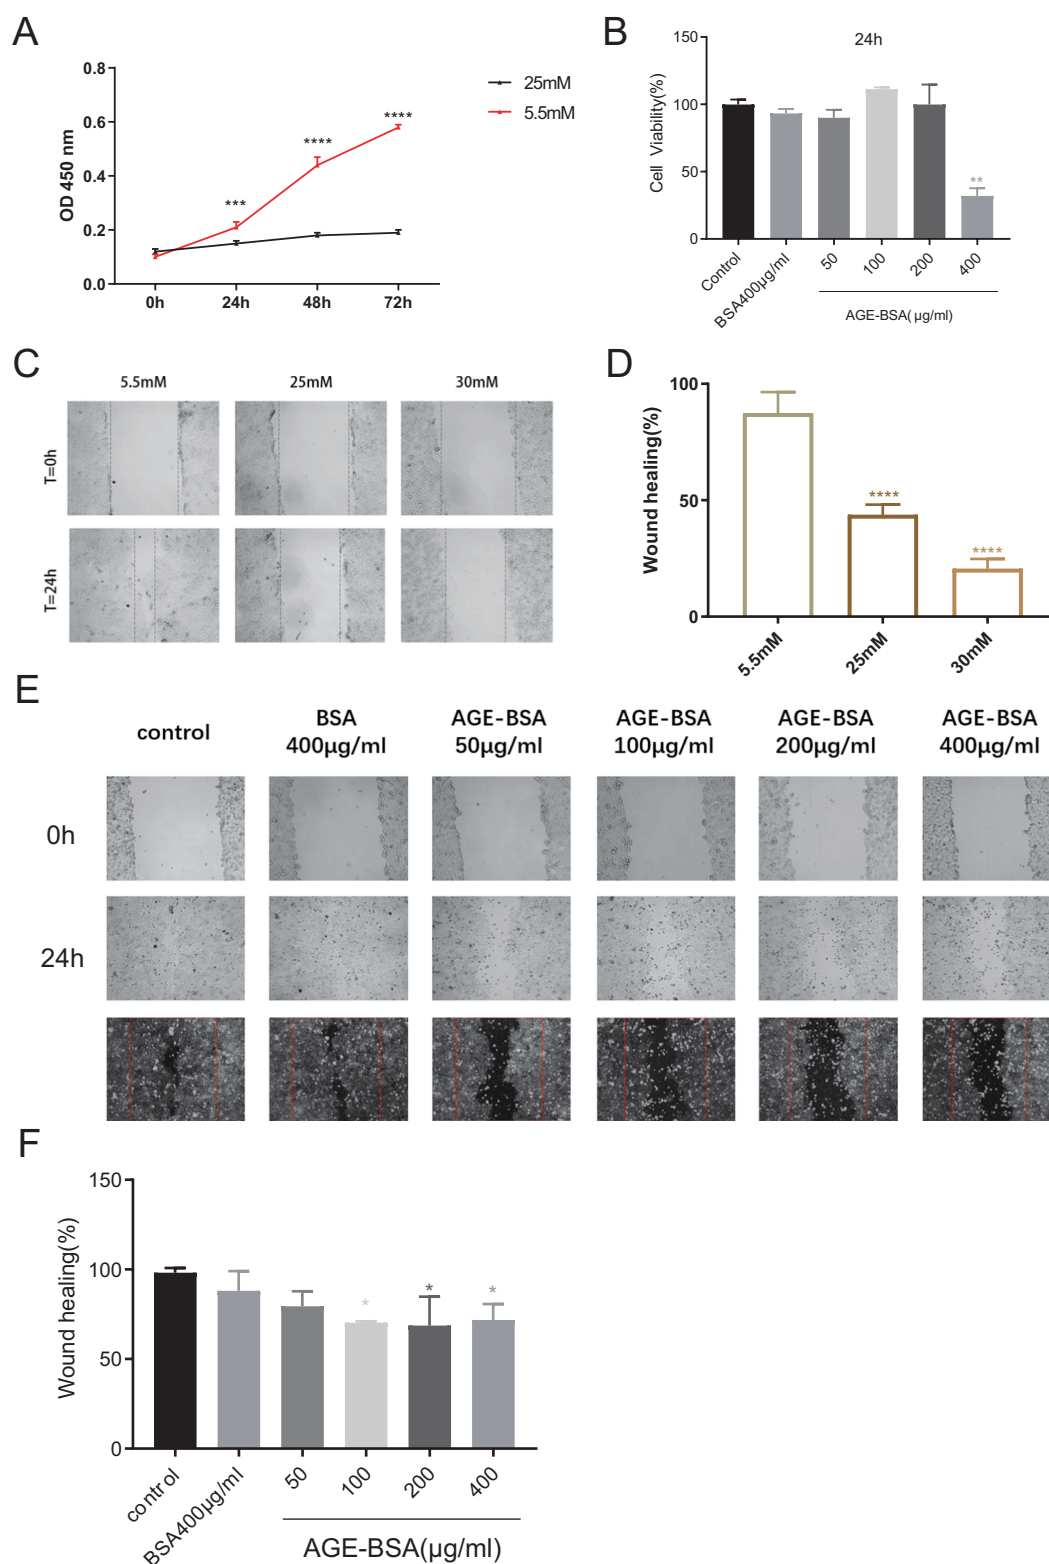 A
0.8
0.6
0.4
0.2
0.0
OD 450 nm
0h
24h
48h
72h
***
****
****
25mM
5.5mM
B
24h
150
100
50
0
Cell Viability(%)
**
Control
BSA400μg/ml
50
100
200
400
AGE-BSA( μg/ml)
C
5.5mM
25mM
30mM
T=0h
T=24h
D
100
50
0
Wound healing(%)
****
****
5.5mM
25mM
30mM
E
control
BSA
400μg/ml
AGE-BSA
50μg/ml
AGE-BSA
100μg/ml
AGE-BSA
200μg/ml
AGE-BSA
400μg/ml
0h
24h
F
150
100
50
0
Wound healing(%)
*
*
*
control
BSA400μg/ml
50
100
200
400
AGE-BSA(μg/ml)